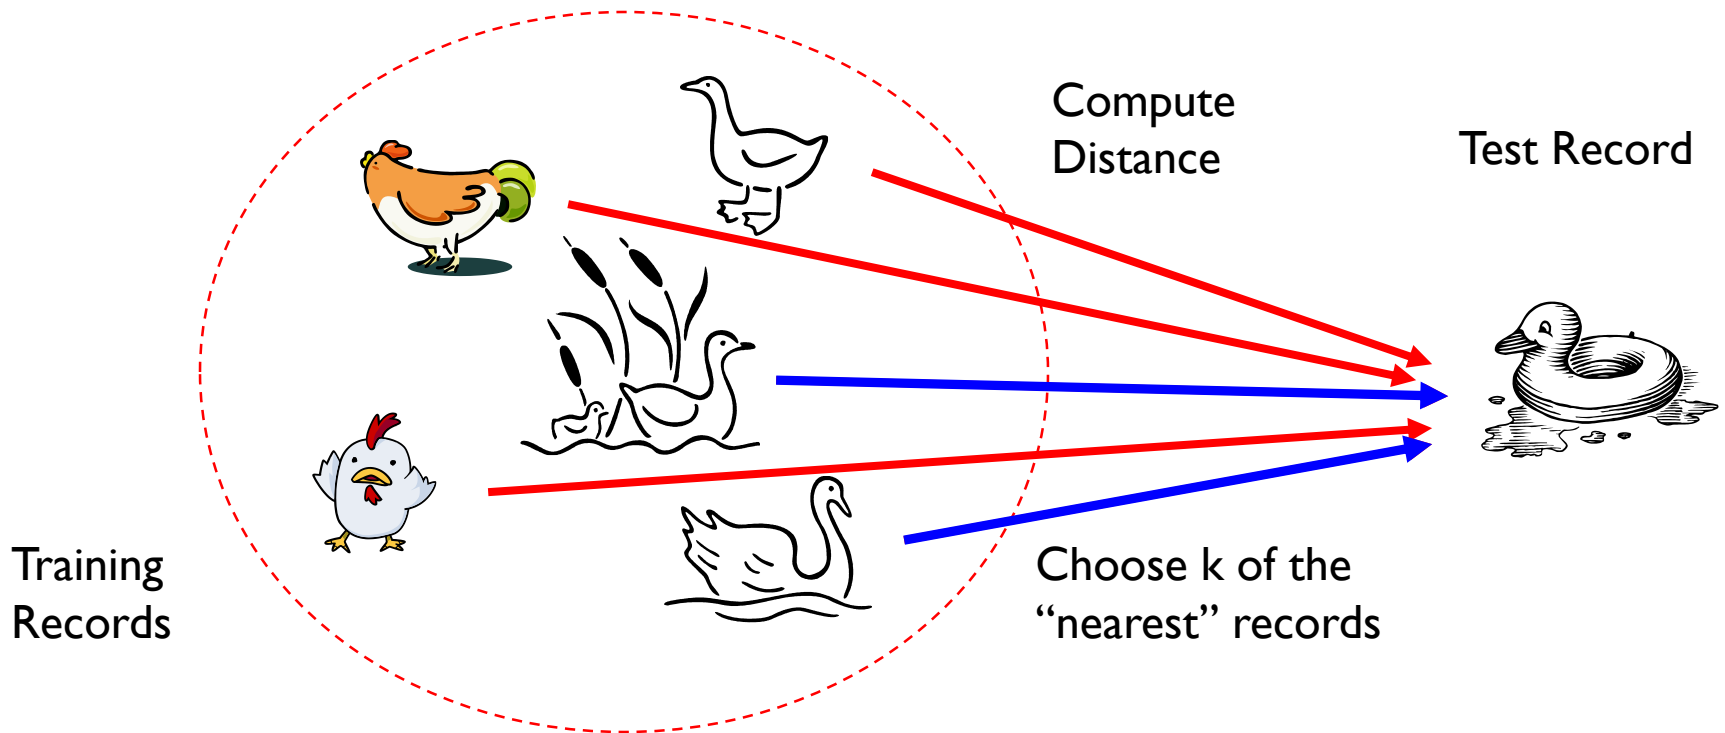 Compute
Distance
Test Record
Training
Records
Choose k of the
“nearest” records